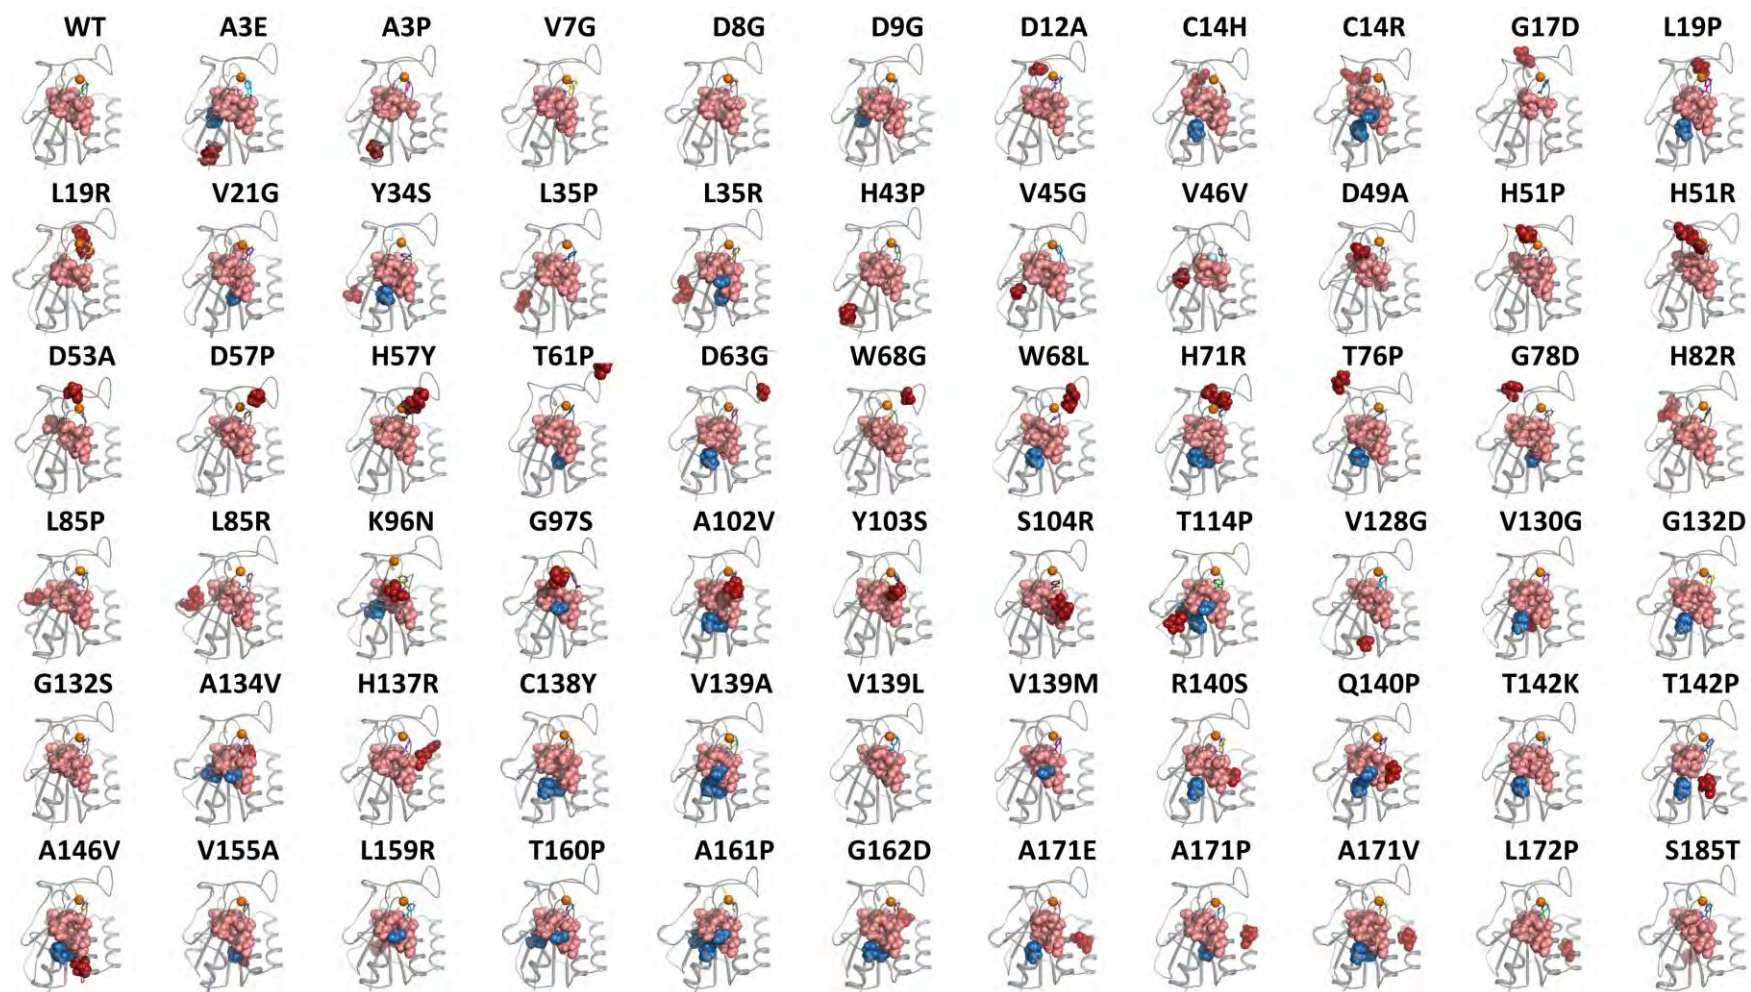 WT A3E A3P V7G D8G D9G D12A C14H C14R G17D L19P
L19R V21G Y34S L35P L35R H43P V45G V46V D49A H51P H51R
D53A D57P H57Y T61P D63G W68G W68L H71R T76P G78D H82R
L85P L85R K96N G97S A102V Y103S S104R T114P V128G V130G G132D
G132S A134V H137R C138Y V139A V139L V139M R140S Q140P T142K T142P
A146V V155A L159R T160P A161P G162D A171E A171P A171V L172P S185T